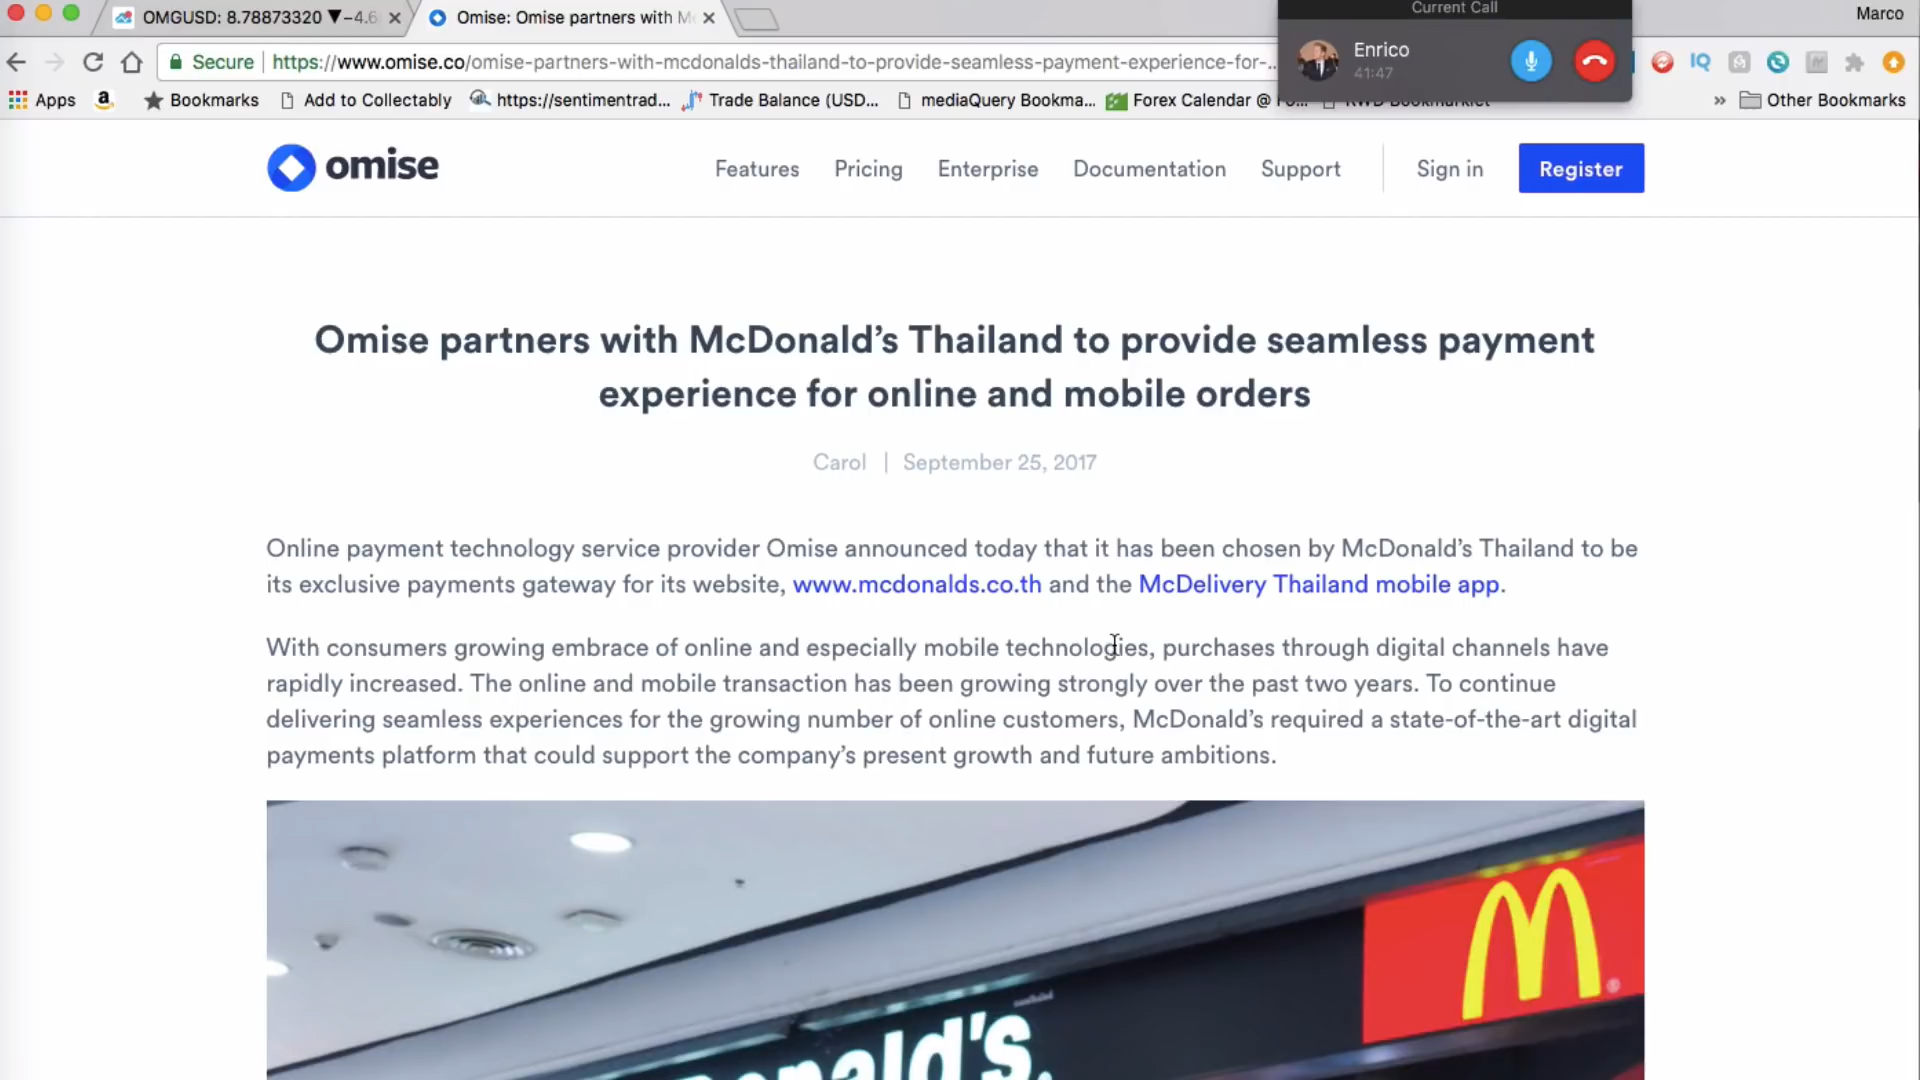 Current Call
Marco
OMGUSD: 8.78873320 ▼−4.6
Omise: Omise partners with M
Enrico
41:47
Secure
https://www.omise.co/omise-partners-with-mcdonalds-thailand-to-provide-seamless-payment-experience-for-...
IQ
Apps
Bookmarks
Add to Collectably
https://sentimentrad...
Trade Balance (USD...
mediaQuery Bookma...
Forex Calendar @ Fo...
RWD Bookmarklet
»
Other Bookmarks
omise
Features
Pricing
Enterprise
Documentation
Support
Sign in
Register
Omise partners with McDonald’s Thailand to provide seamless payment
experience for online and mobile orders
Carol | September 25, 2017
Online payment technology service provider Omise announced today that it has been chosen by McDonald’s Thailand to be
its exclusive payments gateway for its website, www.mcdonalds.co.th and the McDelivery Thailand mobile app.
With consumers growing embrace of online and especially mobile technologies, purchases through digital channels have
rapidly increased. The online and mobile transaction has been growing strongly over the past two years. To continue
delivering seamless experiences for the growing number of online customers, McDonald’s required a state-of-the-art digital
payments platform that could support the company’s present growth and future ambitions.
nald's.